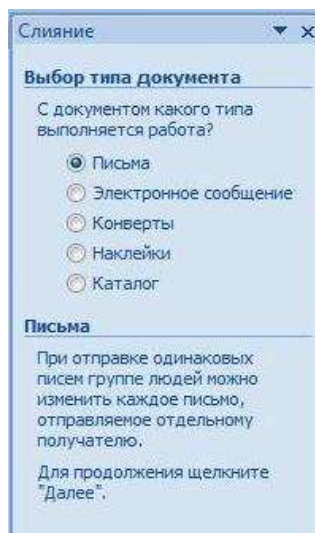 Слияние
Выбор типа документа
С документом какого типа
выполняется работа?
Письма
Электронное сообщение
Конверты
Наклейки
Каталог
Письма
При отправке одинаковых
писем группе людей можно
изменить каждое письмо,
отправляемое отдельному
получателю.
Для продолжения щелкните
"Далее".